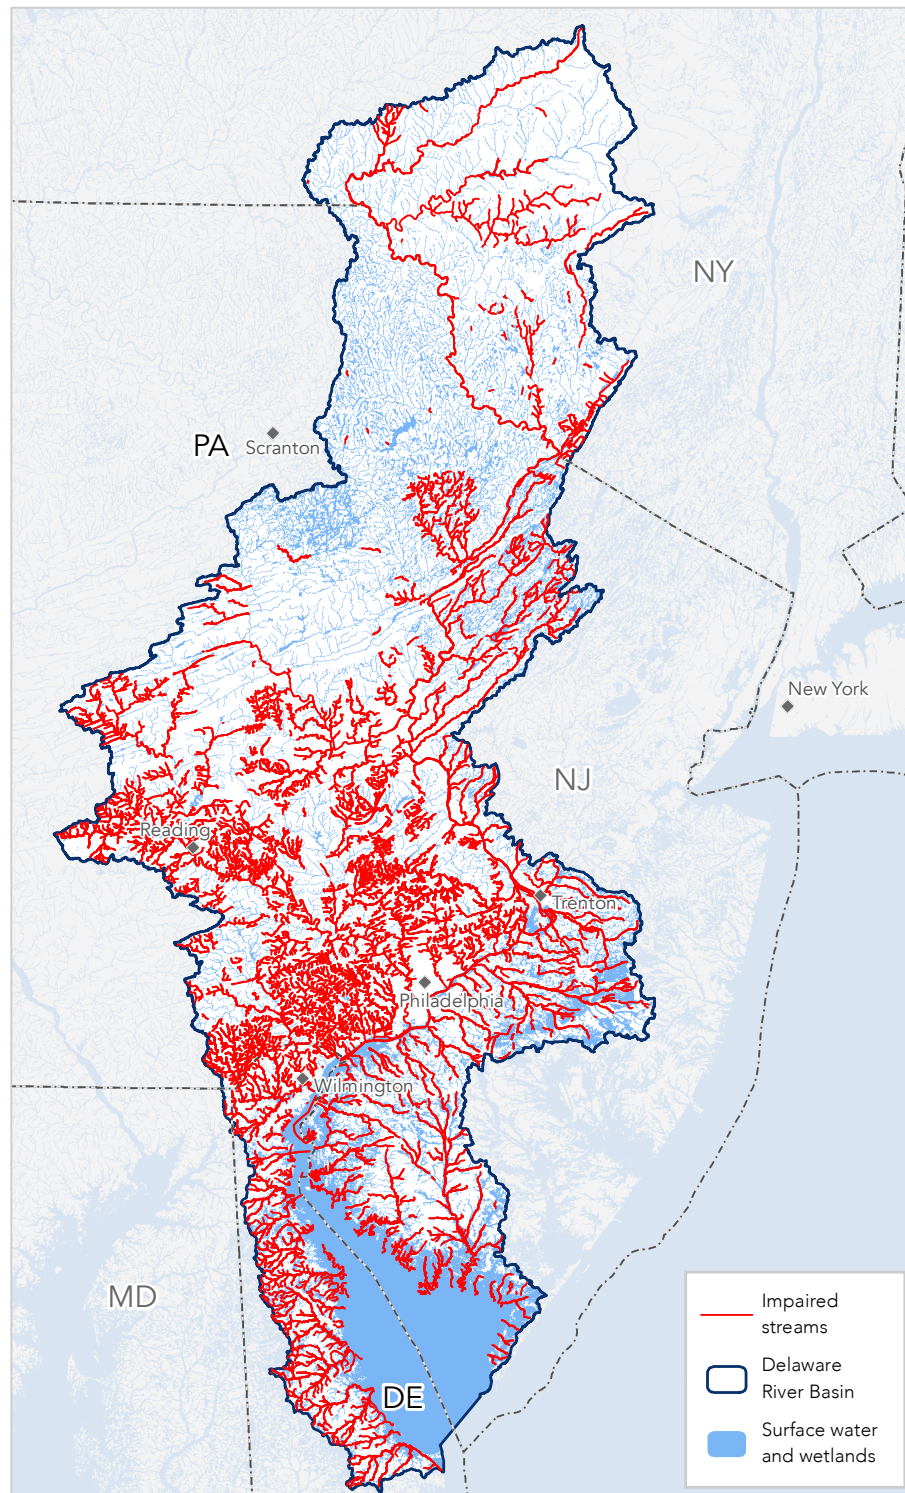 NY
PA
Scranton
New York
NJ
Reading
Trenton
Philadelphia
Wilmington
MD
DE
Impaired
streams
Delaware
River Basin
Surface water
and wetlands